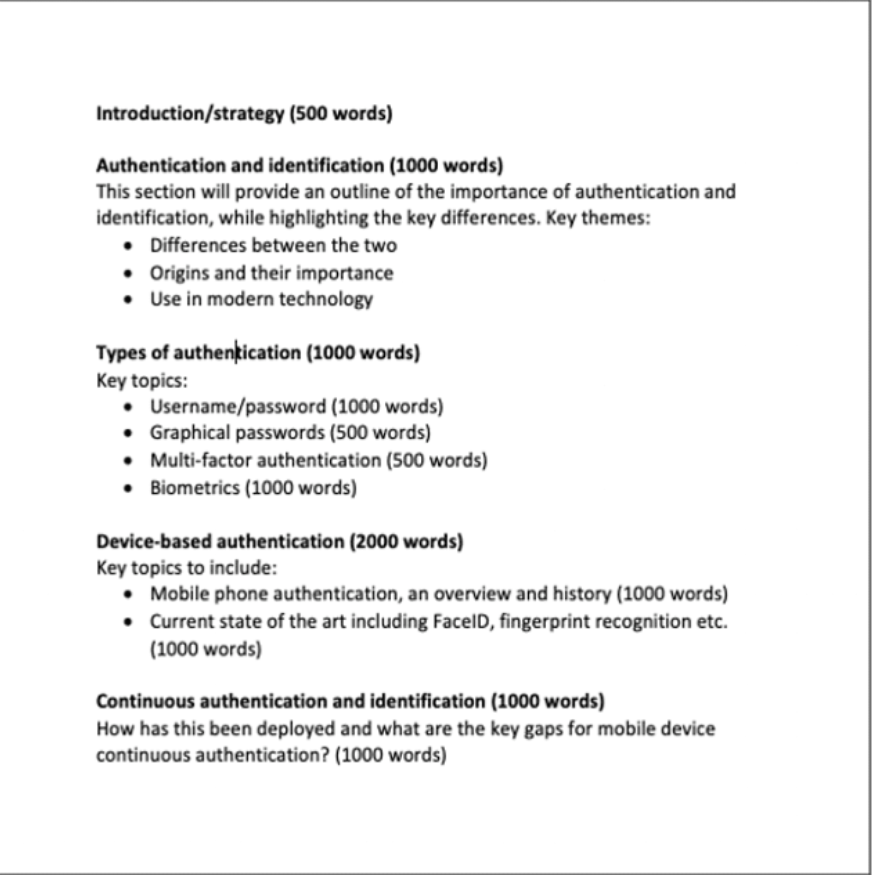 Introduction/strategy (500 words)
Authentication and identification (1000 words)
This section will provide an outline of the importance of authentication and
identification, while highlighting the key differences. Key themes:
• Differences between the two
• Origins and their importance
• Use in modern technology
Types of authentication (1000 words)
Key topics:
• Username/password (1000 words)
• Graphical passwords (500 words)
• Multi-factor authentication (500 words)
• Biometrics (1000 words)
Device-based authentication (2000 words)
Key topics to include:
• Mobile phone authentication, an overview and history (1000 words)
• Current state of the art including FaceID, fingerprint recognition etc.
(1000 words)
Continuous authentication and identification (1000 words)
How has this been deployed and what are the key gaps for mobile device
continuous authentication? (1000 words)